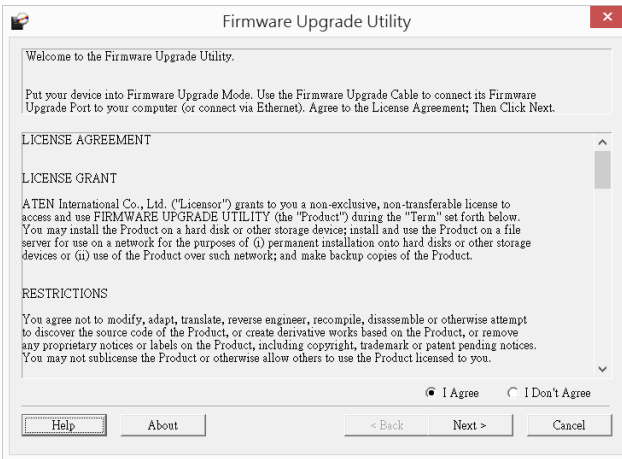 Firmware Upgrade Utility
Welcome to the Firmware Upgrade Utility.
Put your device into Firmware Upgrade Mode. Use the Firmware Upgrade Cable to connect its Firmware
Upgrade Port to your computer (or connect via Ethernet). Agree to the License Agreement; Then Click Next.
LICENSE AGREEMENT
LICENSE GRANT
ATEN International Co., Ltd. ("Licensor") grants to you a non-exclusive, non-transferable license to
access and use FIRMWARE UPGRADE UTILITY (the "Product") during the "Term" set forth below.
You may install the Product on a hard disk or other storage device; install and use the Product on a file
server for use on a network for the purposes of (i) permanent installation onto hard disks or other storage
devices or (ii) use of the Product over such network; and make backup copies of the Product.
RESTRICTIONS
You agree not to modify, adapt, translate, reverse engineer, recompile, disassemble or otherwise attempt
to discover the source code of the Product, or create derivative works based on the Product, or remove
any proprietary notices or labels on the Product, including copyright, trademark or patent pending notices.
You may not sublicense the Product or otherwise allow others to use the Product licensed to you.
I Agree I Don't Agree
Help About < Back Next > Cancel